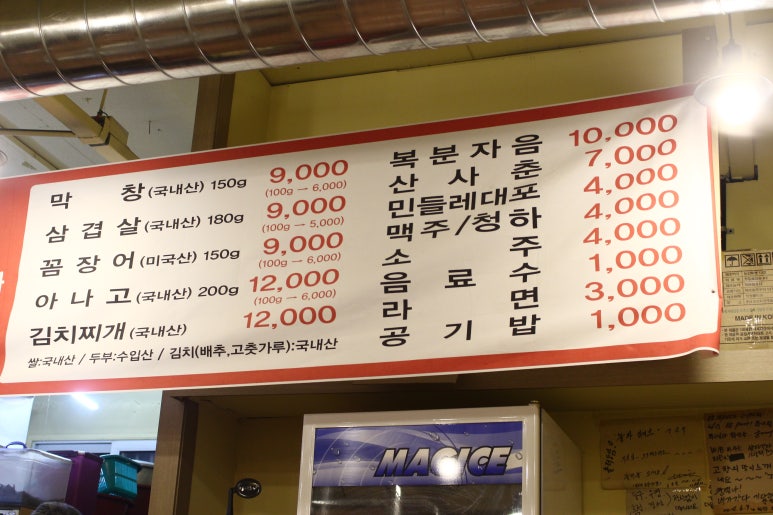 막 창 (국내산) 150g 9,000
(100g → 6,000)
삼 겹 살 (국내산) 180g 9,000
(100g → 5,000)
꼼 장 어 (미국산) 150g 9,000
(100g → 6,000)
아 나 고 (국내산) 200g 12,000
(100g → 6,000)
김치찌개 (국내산) 12,000
쌀:국내산 / 두부:수입산 / 김치(배추,고춧가루):국내산
복 분 자 음 10,000
산 사 춘 7,000
민들레대포 4,000
맥주/청하 4,000
소 주 4,000
음 료 수 1,000
라 면 3,000
공 기 밥 1,000
MAGICE